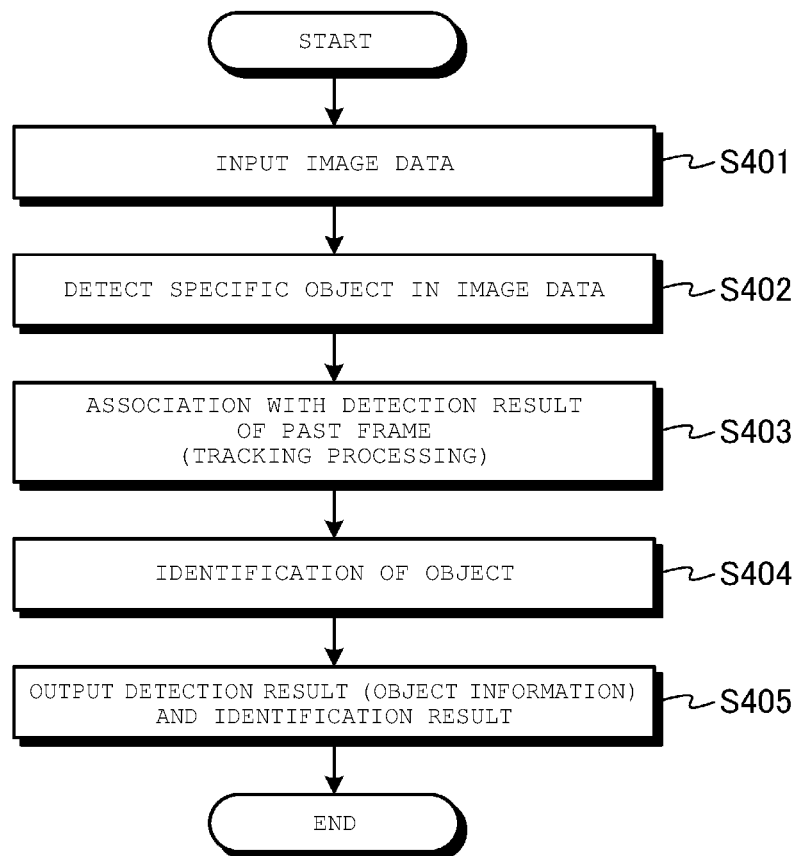 START
INPUT IMAGE DATA
S401
DETECT SPECIFIC OBJECT IN IMAGE DATA
S402
ASSOCIATION WITH DETECTION RESULT
OF PAST FRAME
(TRACKING PROCESSING)
S403
IDENTIFICATION OF OBJECT
S404
OUTPUT DETECTION RESULT (OBJECT INFORMATION)
AND IDENTIFICATION RESULT
S405
END